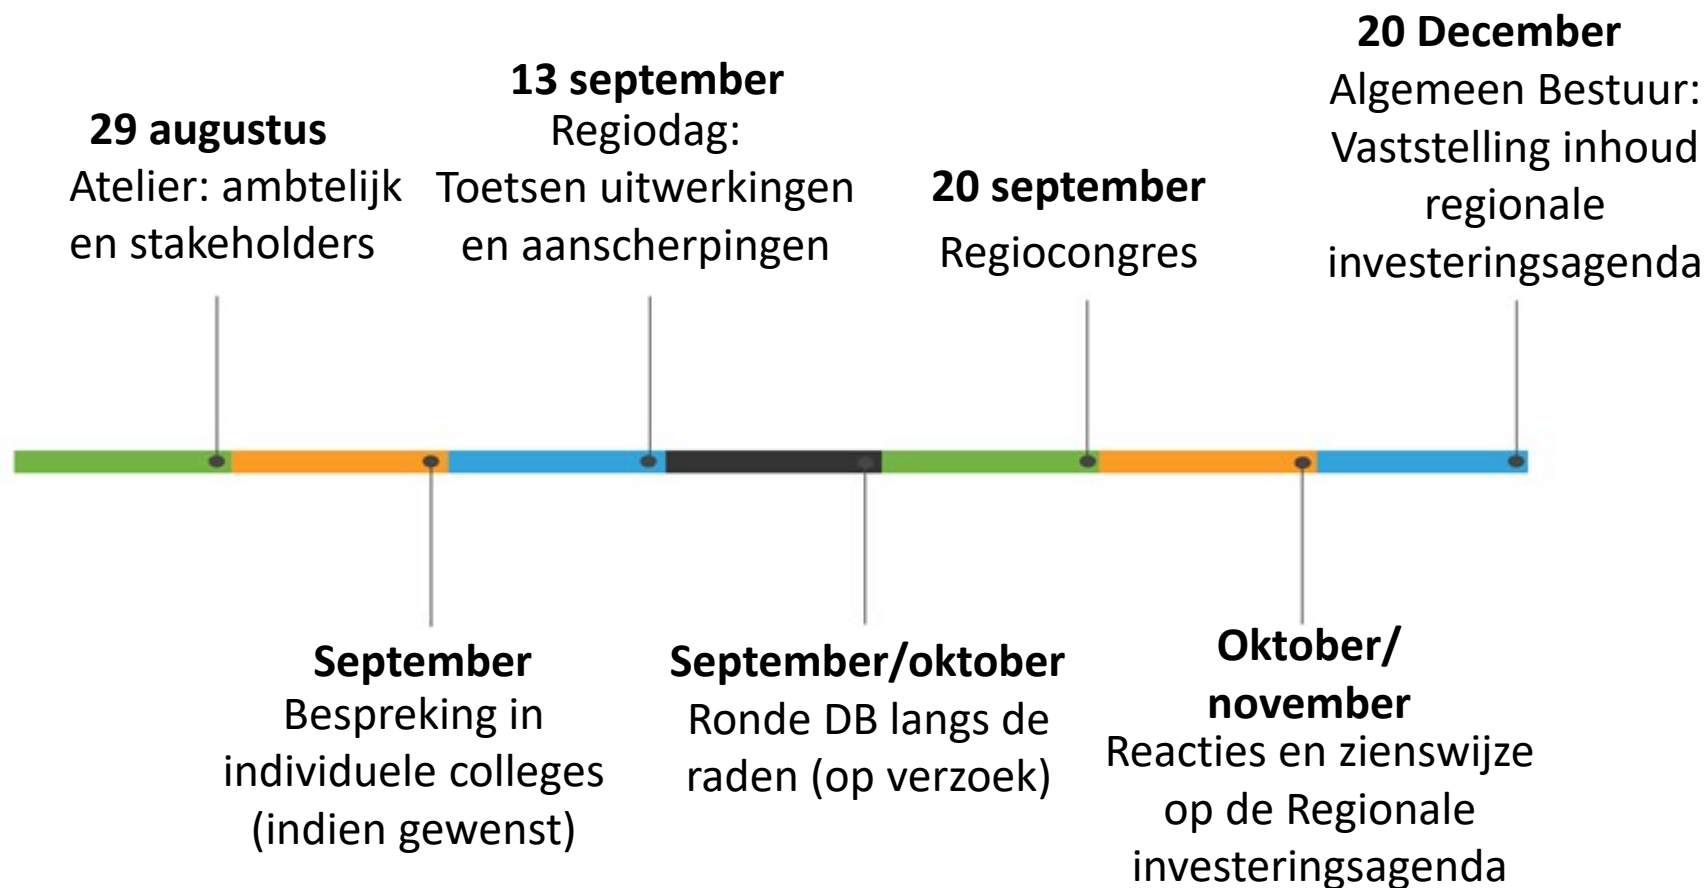 29 augustus
Atelier: ambtelijk
en stakeholders
13 september
Regiodag:
Toetsen uitwerkingen
en aanscherpingen
20 september
Regiocongres
20 December
Algemeen Bestuur:
Vaststelling inhoud
regionale
investeringsagenda
September
Bespreking in
individuele colleges
(indien gewenst)
September/oktober
Ronde DB langs de
raden (op verzoek)
Oktober/
november
Reacties en zienswijze
op de Regionale
investeringsagenda